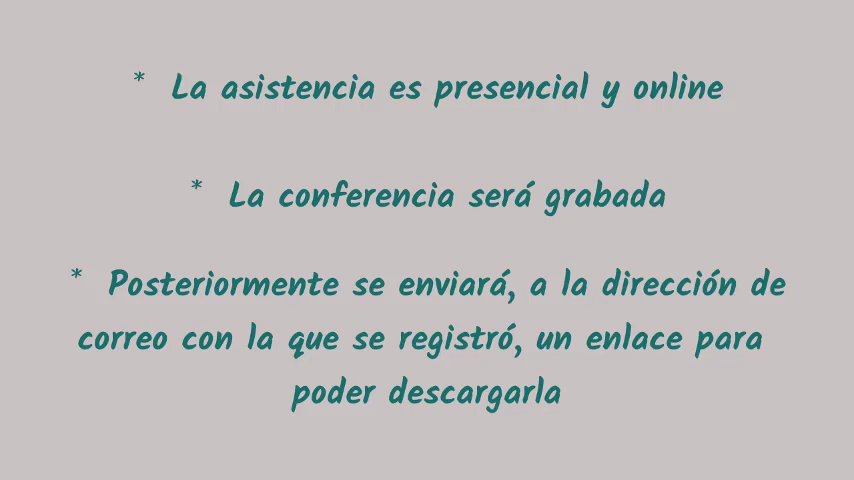 * La asistencia es presencial y online
* La conferencia será grabada
* Posteriormente se enviará, a la dirección de
correo con la que se registró, un enlace para
poder descargarla